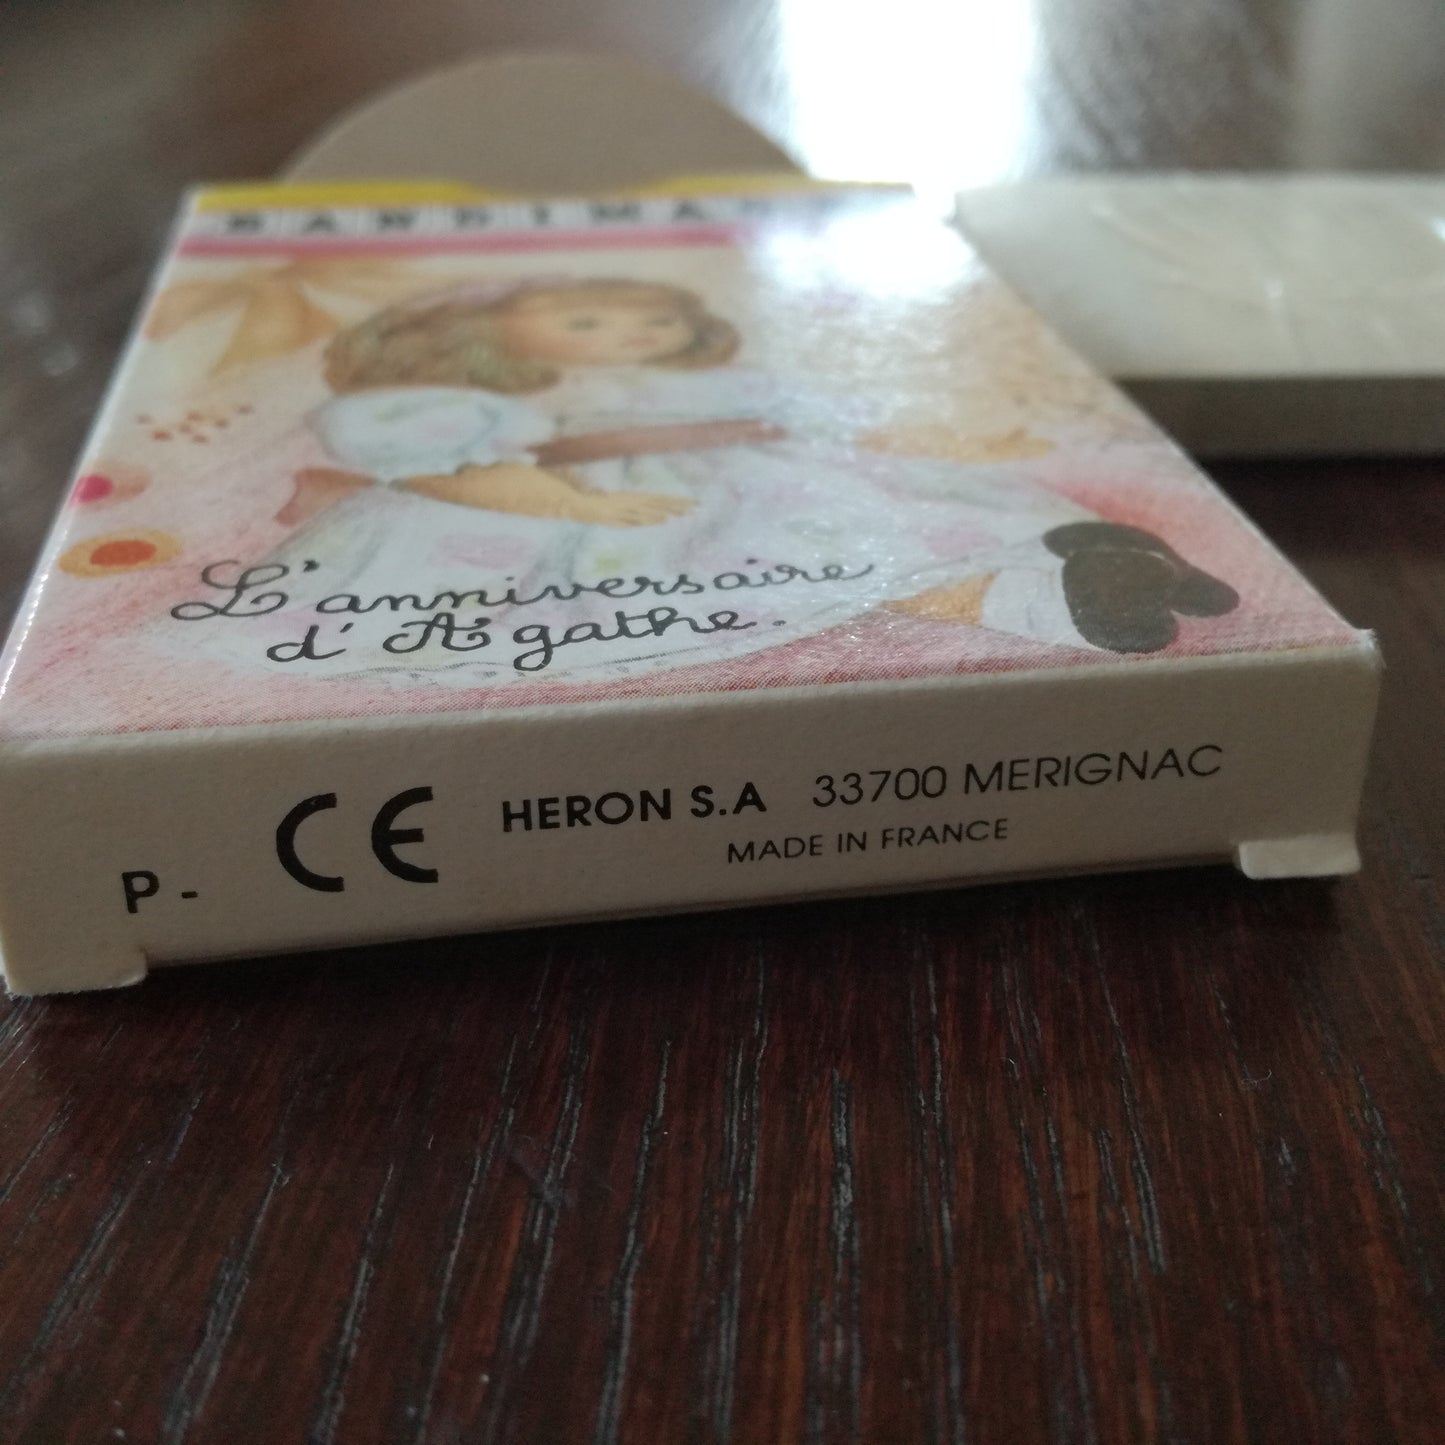 L'anniversaire
d'Agathe.
P - CE HERON S.A 33700 MERIGNAC
MADE IN FRANCE